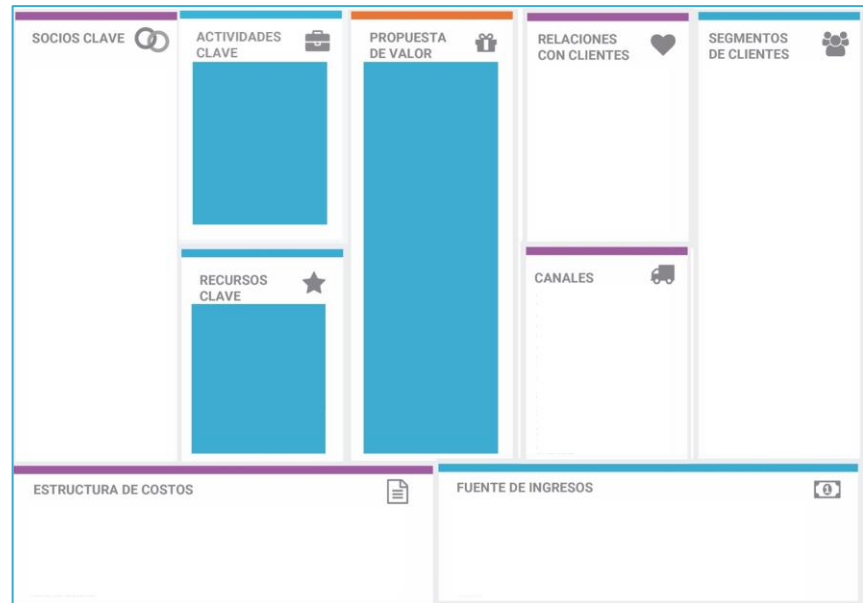 SOCIOS CLAVE
ACTIVIDADES
CLAVE
PROPUESTA
DE VALOR
RELACIONES
CON CLIENTES
SEGMENTOS
DE CLIENTES
RECURSOS
CLAVE
CANALES
ESTRUCTURA DE COSTOS
FUENTE DE INGRESOS